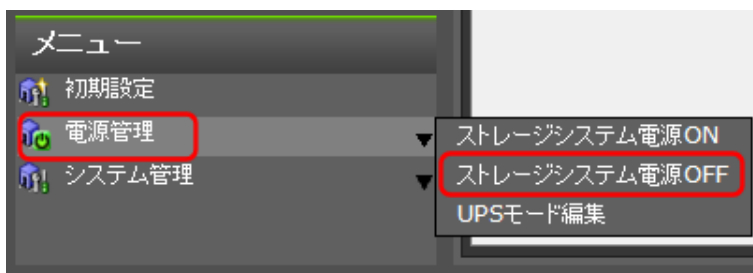 メニュー
初期設定
電源管理
システム管理
ストレージシステム電源ON
ストレージシステム電源OFF
UPSモード編集